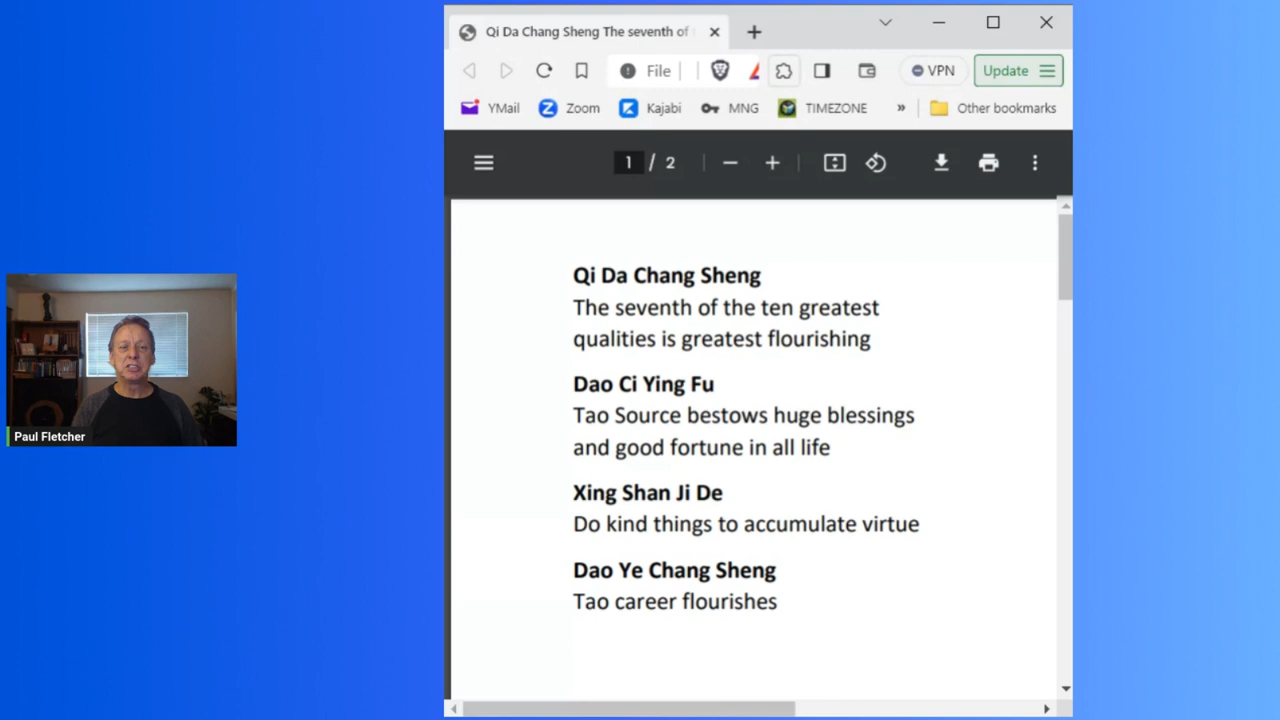 Qi Da Chang Sheng The seventh of
File
VPN
Update
YMail
Zoom
Kajabi
MNG
TIMEZONE
»
Other bookmarks
1 / 2
Qi Da Chang Sheng
The seventh of the ten greatest
qualities is greatest flourishing
Dao Ci Ying Fu
Tao Source bestows huge blessings
and good fortune in all life
Xing Shan Ji De
Do kind things to accumulate virtue
Dao Ye Chang Sheng
Tao career flourishes
Paul Fletcher